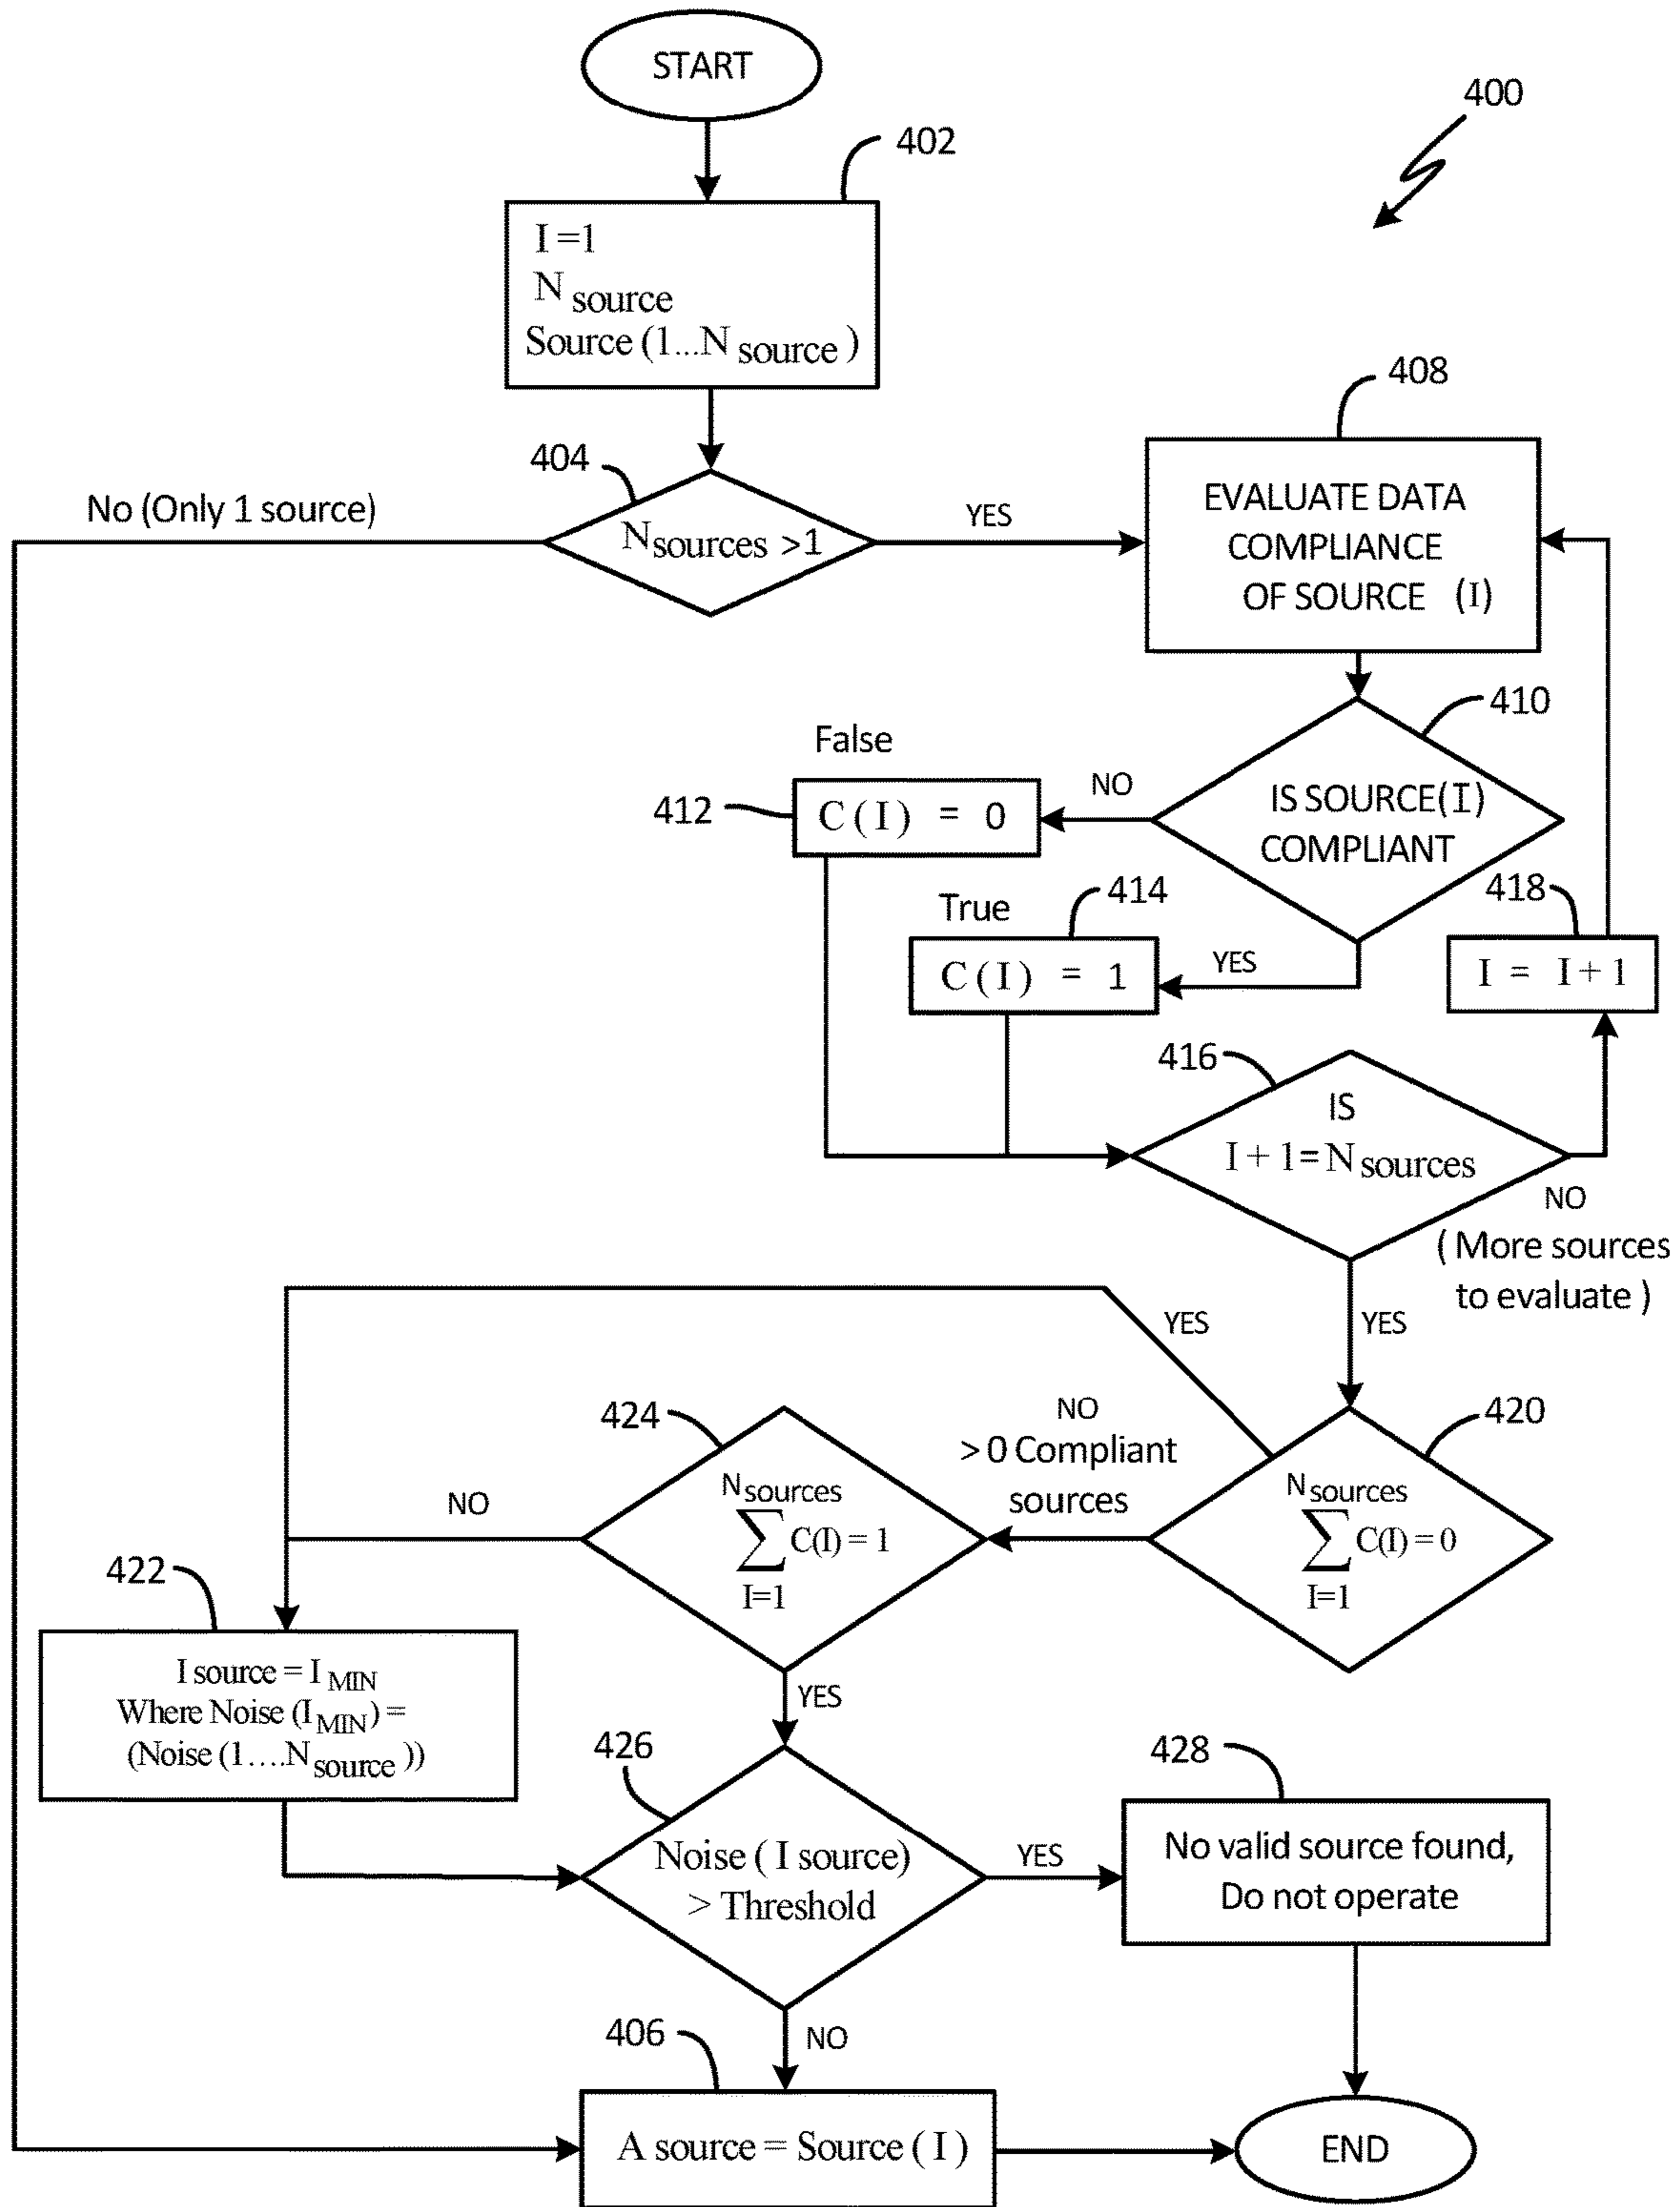 START
400
402
I =1
N source
Source (1...N source )
408
404
No (Only 1 source)
N sources >1
YES
EVALUATE DATA
COMPLIANCE
OF SOURCE (I)
410
False
412
C ( I ) = 0
NO
IS SOURCE(I)
COMPLIANT
True
414
418
C ( I ) = 1
YES
I = I + 1
416
IS
I + 1 = N sources
NO
( More sources
to evaluate )
YES
YES
424
NO
> 0 Compliant
sources
420
NO
N sources
∑ C(I) = 1
I=1
N sources
∑ C(I) = 0
I=1
422
I source = I MIN
Where Noise (I MIN) =
(Noise (1....N source ))
YES
426
428
Noise ( I source)
> Threshold
YES
No valid source found,
Do not operate
406
NO
A source = Source ( I )
END